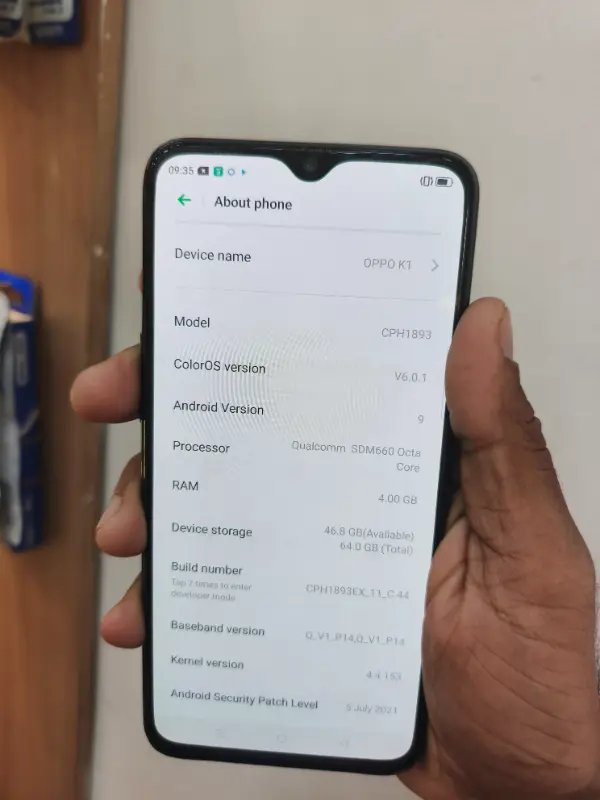 09:35
About phone
Device name OPPO K1
Model CPH1893
ColorOS version V6.0.1
Android Version 9
Processor Qualcomm SDM660 Octa
Core
RAM 4.00 GB
Device storage 46.8 GB(Available)
64.0 GB (Total)
Build number CPH1893EX_11_C.44
Tap 7 times to enter
developer mode
Baseband version Q_V1_P14,Q_V1_P14
Kernel version 4.4.153
Android Security Patch Level 5 July 2021